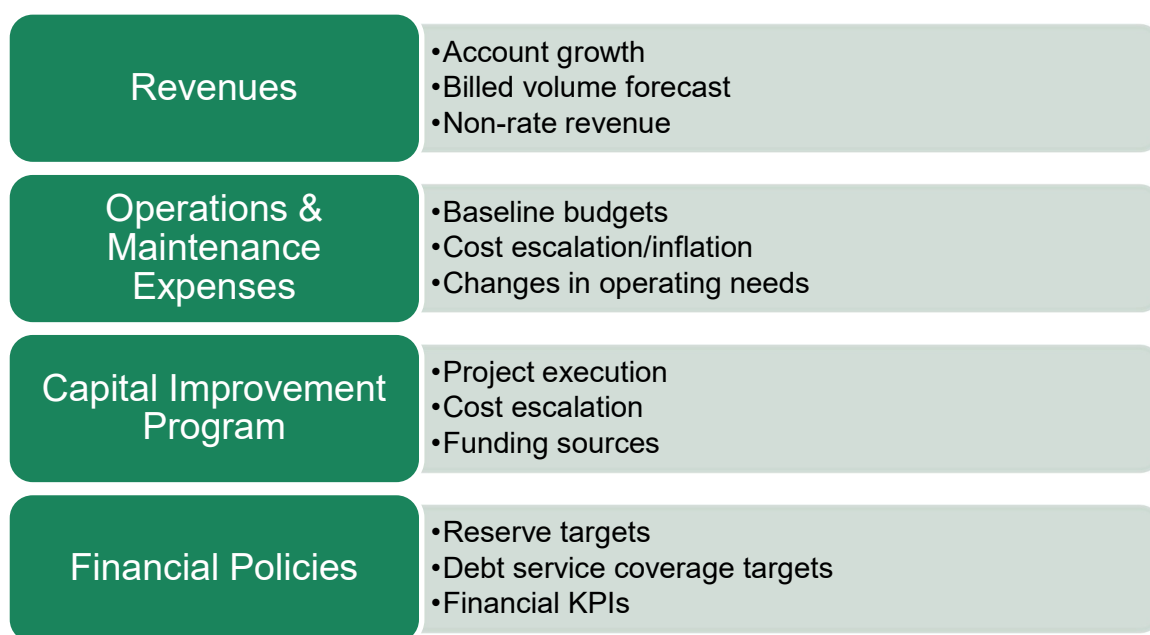 Revenues
•Account growth
•Billed volume forecast
•Non-rate revenue
Operations &
Maintenance
Expenses
•Baseline budgets
•Cost escalation/inflation
•Changes in operating needs
Capital Improvement
Program
•Project execution
•Cost escalation
•Funding sources
Financial Policies
•Reserve targets
•Debt service coverage targets
•Financial KPIs